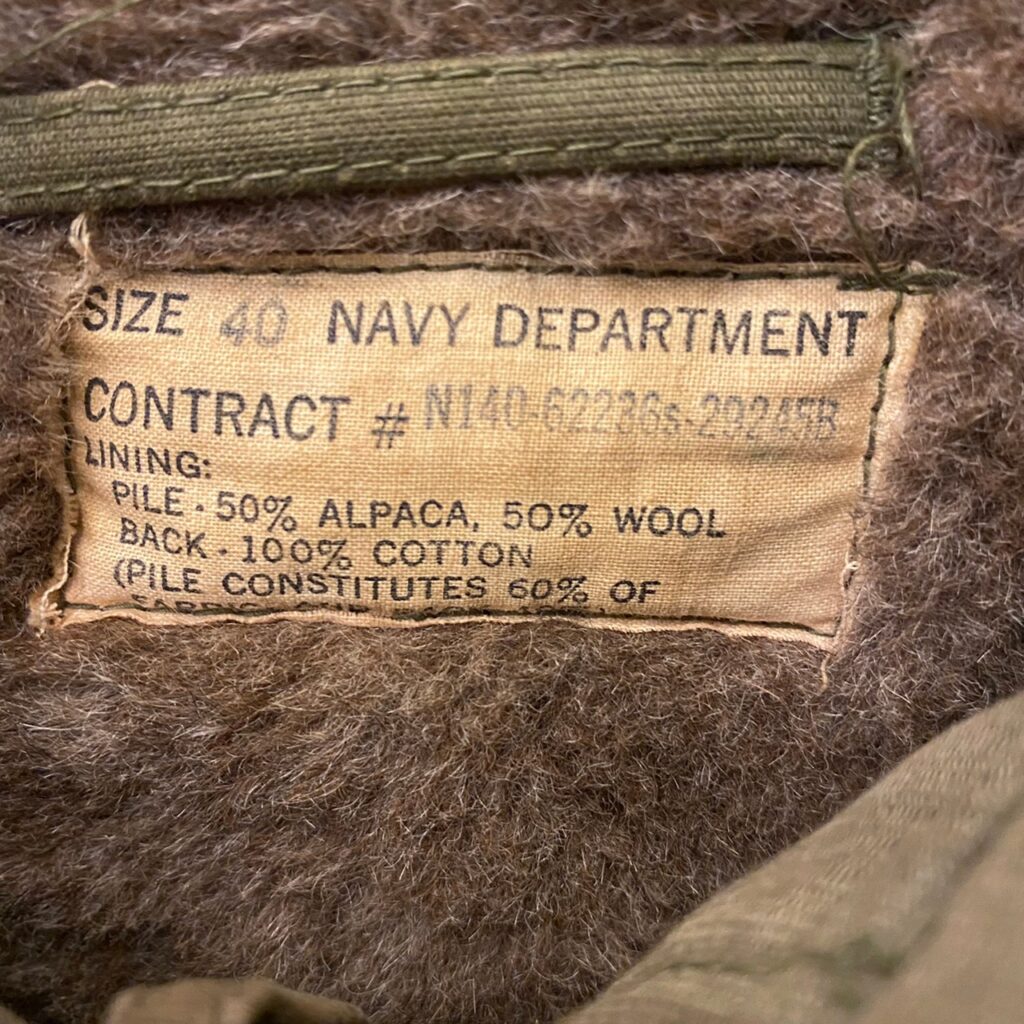 SIZE 40 NAVY DEPARTMENT
CONTRACT # N140-62236s-29245B
LINING:
PILE - 50% ALPACA, 50% WOOL
BACK - 100% COTTON
(PILE CONSTITUTES 60% OF